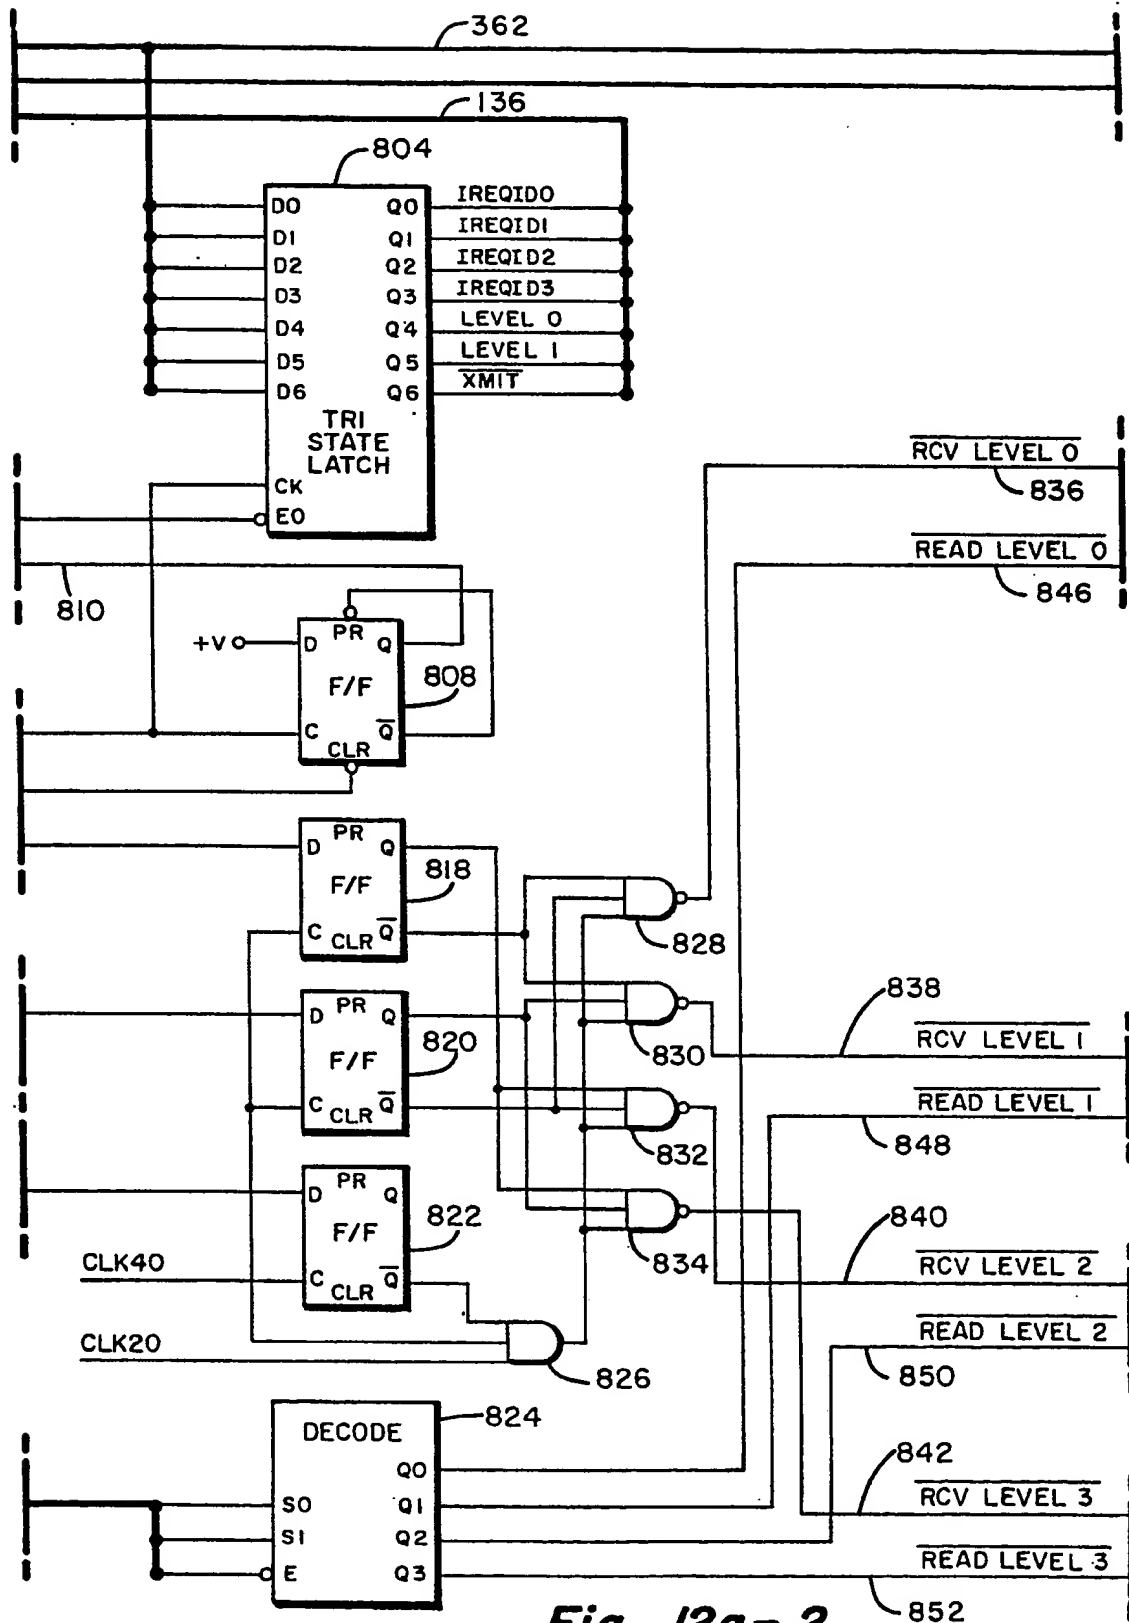 362
136
804
D0 Q0 IREQID0
D1 Q1 IREQID1
D2 Q2 IREQID2
D3 Q3 IREQID3
D4 Q4 LEVEL 0
D5 Q5 LEVEL 1
D6 Q6 XMIT
TRI
STATE
LATCH
CK
EO
RCV LEVEL 0
836
READ LEVEL 0
846
810
+V
D PR Q
F/F
808
C CLR Q
D PR Q
F/F
818
C CLR Q
828
D PR Q
F/F
820
C CLR Q
830
838
RCV LEVEL 1
READ LEVEL 1
848
832
D PR Q
F/F
822
C CLR Q
834
840
RCV LEVEL 2
CLK40
CLK20
826
READ LEVEL 2
850
824
DECODE
Q0
S0 Q1
S1 Q2
E Q3
842
RCV LEVEL 3
READ LEVEL 3
852
Fig. 12a-2